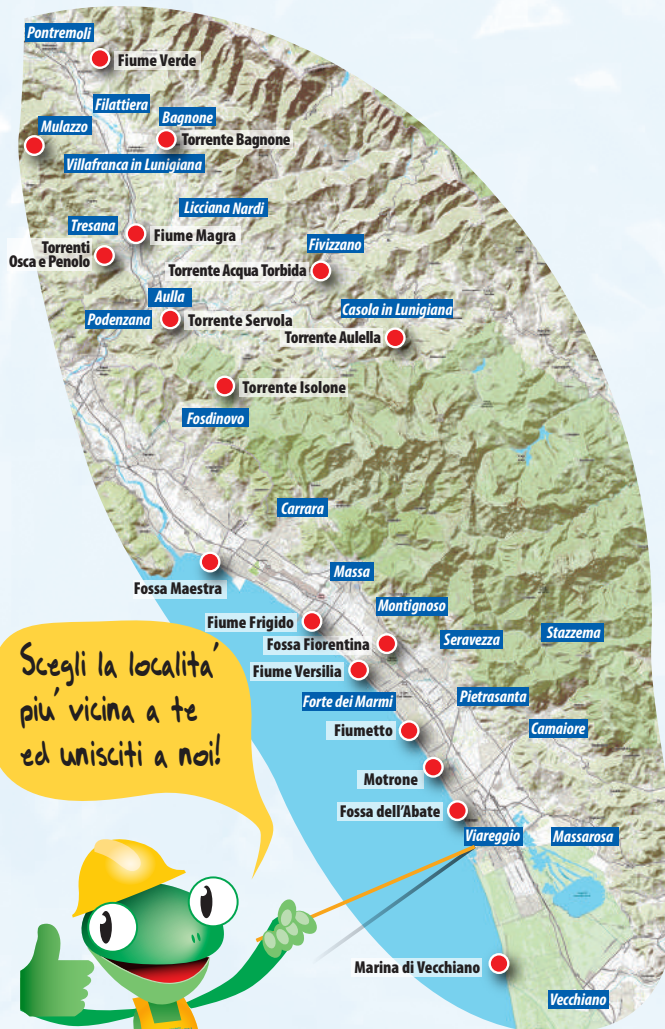 Pontremoli
Fiume Verde
Filattiera
Bagnone
Mulazzo
Torrente Bagnone
Villafranca in Lunigiana
Licciana Nardi
Tresana
Fiume Magra
Torrenti
Osca e Penolo
Fivizzano
Torrente Acqua Torbida
Aulla
Casola in Lunigiana
Podenzana
Torrente Servola
Torrente Aulella
Torrente Isolone
Fosdinovo
Carrara
Massa
Fossa Maestra
Montignoso
Fiume Frigido
Stazzema
Fossa Fiorentina
Seravezza
Fiume Versilia
Forte dei Marmi
Pietrasanta
Fiumetto
Camaiore
Motrone
Fossa dell'Abate
Viareggio
Massarosa
Marina di Vecchiano
Vecchiano
Scegli la localita'
piu' vicina a te
ed unisciti a noi!